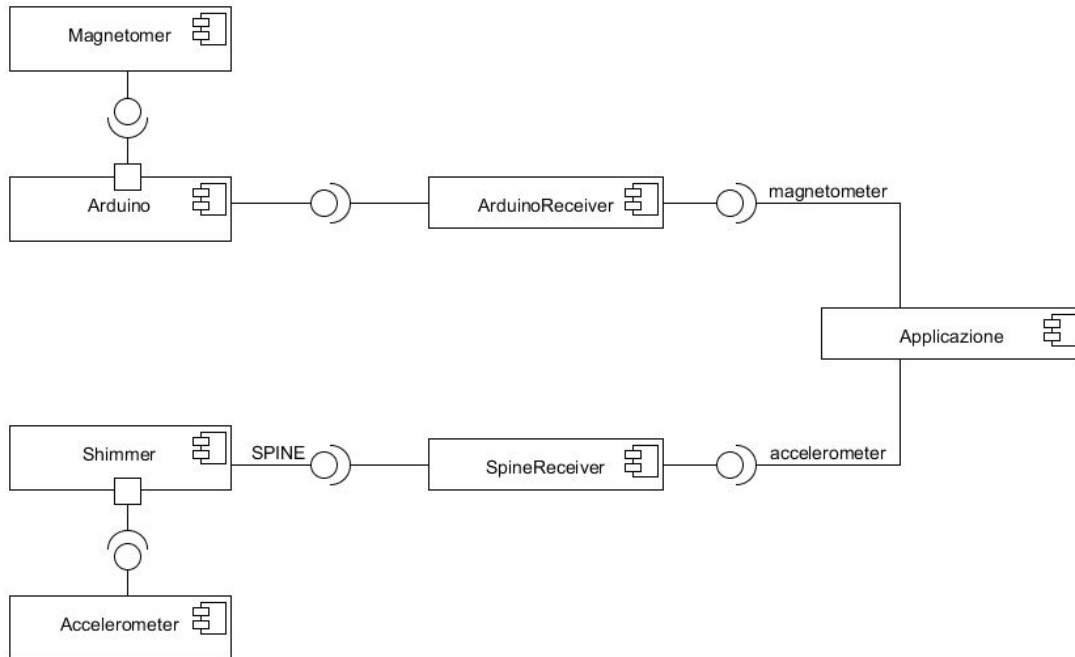 Magnetomer
Arduino
ArduinoReceiver
magnetometer
Applicazione
Shimmer
SPINE
SpineReceiver
accelerometer
Accelerometer